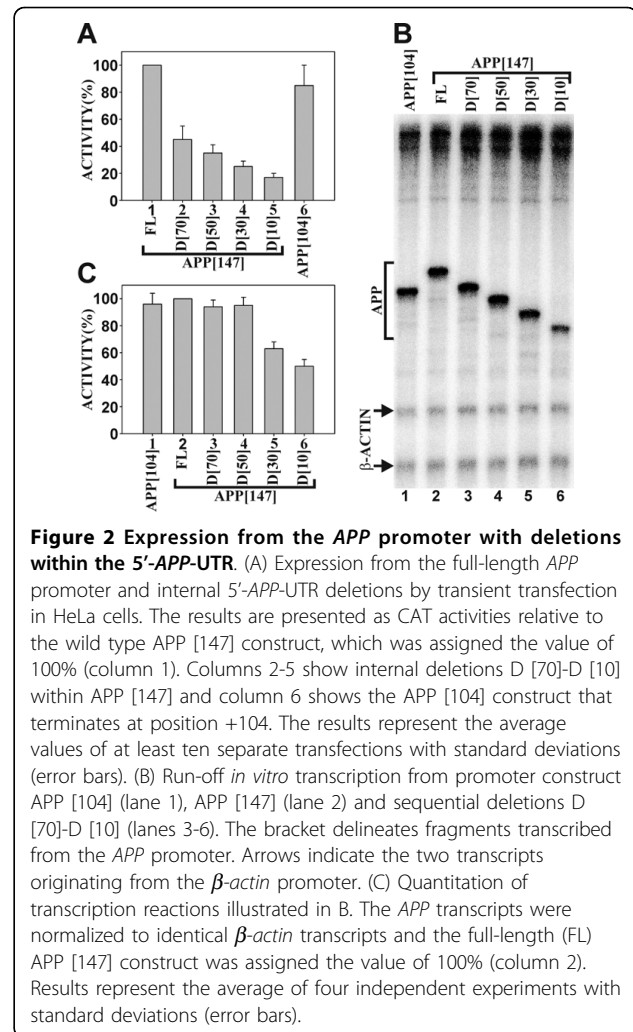 A
ACTIVITY(%)
100
80
60
40
20
0
1 2 3 4 5 6
FL D[70] D[50] D[30] D[10] APP[104]
APP[147]
B
APP[147]
APP[104] FL D[70] D[50] D[30] D[10]
APP
β-ACTIN
1 2 3 4 5 6
C
ACTIVITY(%)
100
80
60
40
20
0
1 2 3 4 5 6
APP[104] FL D[70] D[50] D[30] D[10]
APP[147]
Figure 2 Expression from the APP promoter with deletions
within the 5'-APP-UTR. (A) Expression from the full-length APP
promoter and internal 5'-APP-UTR deletions by transient transfection
in HeLa cells. The results are presented as CAT activities relative to
the wild type APP [147] construct, which was assigned the value of
100% (column 1). Columns 2-5 show internal deletions D [70]-D [10]
within APP [147] and column 6 shows the APP [104] construct that
terminates at position +104. The results represent the average
values of at least ten separate transfections with standard deviations
(error bars). (B) Run-off in vitro transcription from promoter construct
APP [104] (lane 1), APP [147] (lane 2) and sequential deletions D
[70]-D [10] (lanes 3-6). The bracket delineates fragments transcribed
from the APP promoter. Arrows indicate the two transcripts
originating from the β-actin promoter. (C) Quantitation of
transcription reactions illustrated in B. The APP transcripts were
normalized to identical β-actin transcripts and the full-length (FL)
APP [147] construct was assigned the value of 100% (column 2).
Results represent the average of four independent experiments with
standard deviations (error bars).